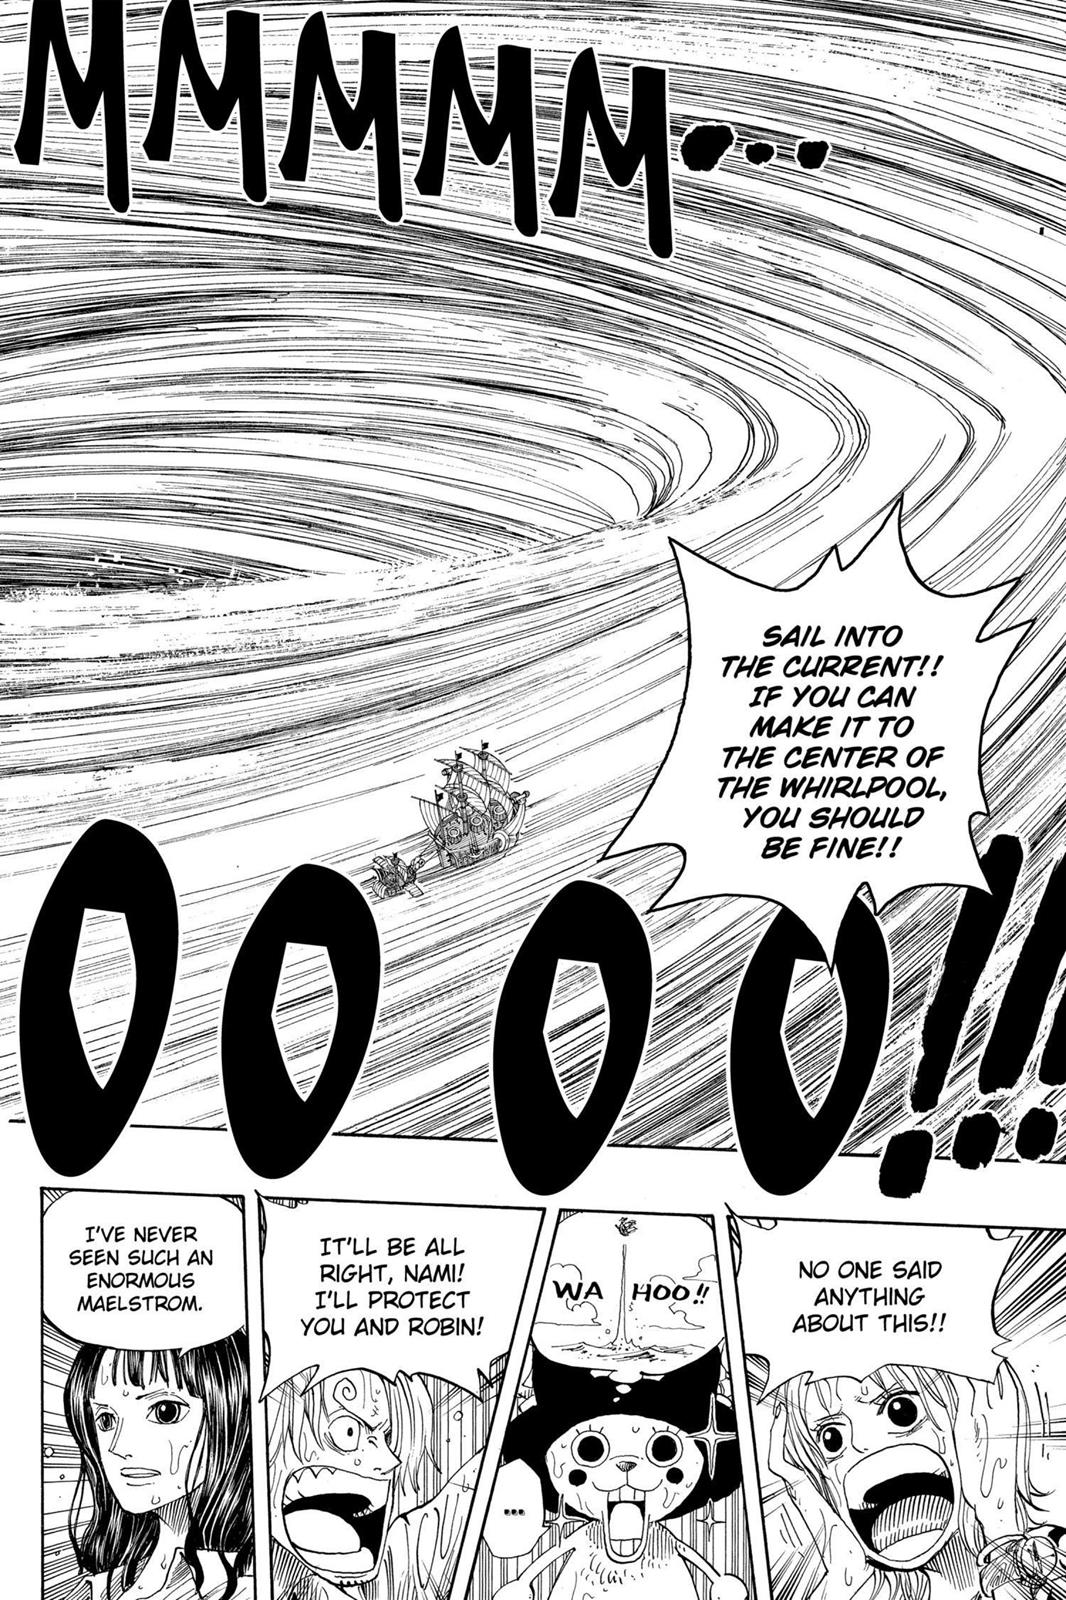 MMMMM...
SAIL INTO
THE CURRENT!!
IF YOU CAN
MAKE IT TO
THE CENTER OF
THE WHIRLPOOL,
YOU SHOULD
BE FINE!!
OOOO!!!
I'VE NEVER
SEEN SUCH AN
ENORMOUS
MAELSTROM.
IT'LL BE ALL
RIGHT, NAMI!
I'LL PROTECT
YOU AND ROBIN!
WA HOO!!
...
NO ONE SAID
ANYTHING
ABOUT THIS!!